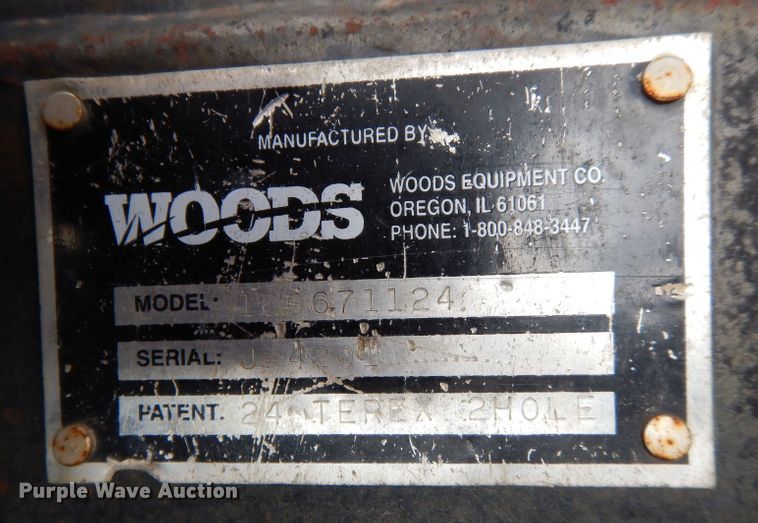 MANUFACTURED BY
WOODS
WOODS EQUIPMENT CO.
OREGON, IL 61061
PHONE: 1-800-848-3447
MODEL:
SERIAL:
PATENT. 24 TEREX 2HOLE
Purple Wave Auction